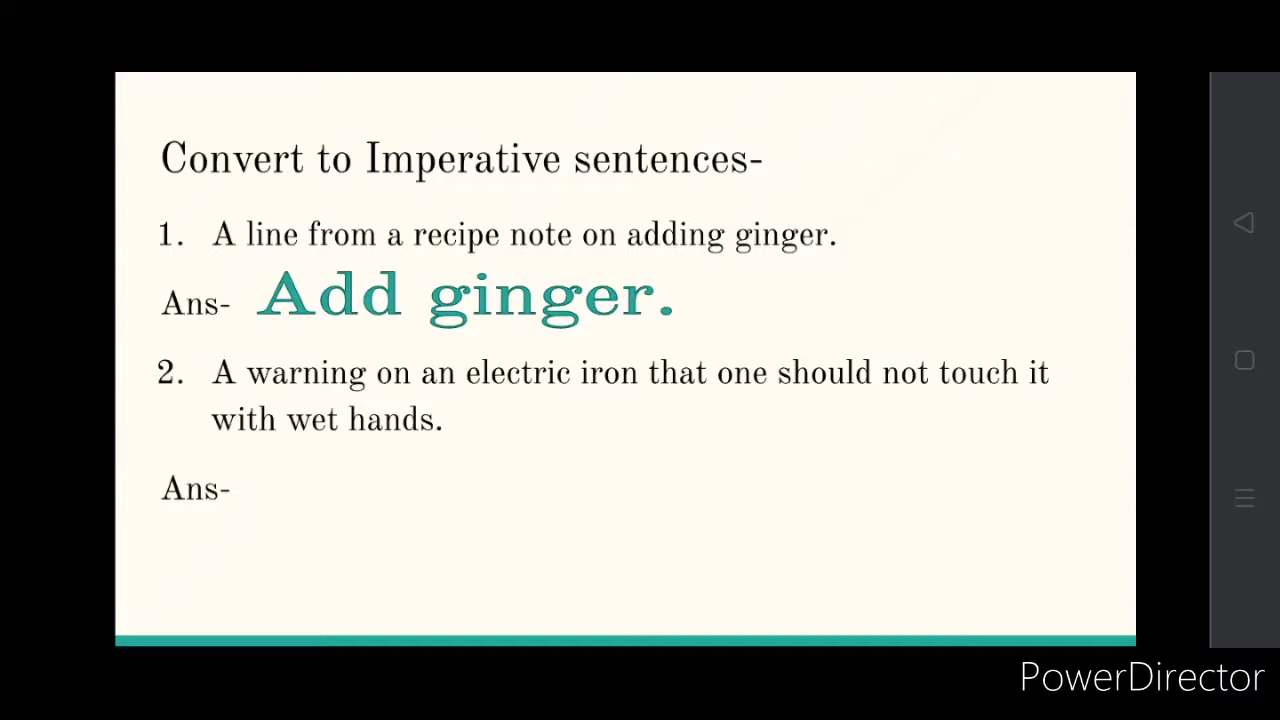 Convert to Imperative sentences-
1. A line from a recipe note on adding ginger.
Ans- Add ginger.
2. A warning on an electric iron that one should not touch it
with wet hands.
Ans-
PowerDirector